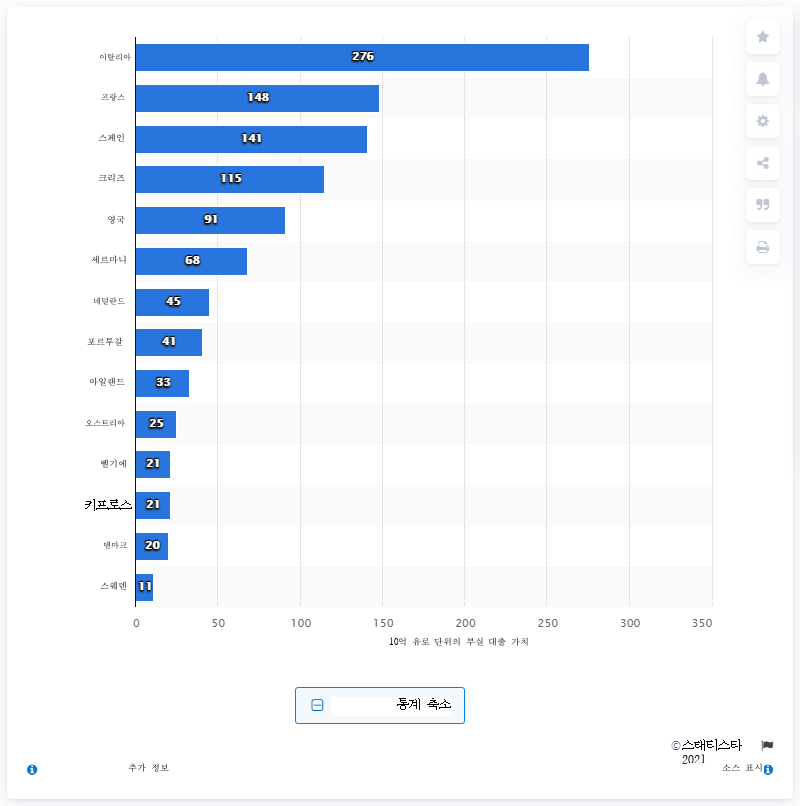 이탈리아 276
프랑스 148
스페인 141
크리즈 115
영국 91
세르마니 68
네덜란드 45
포르투갈 41
아일랜드 33
오스트리아 25
벨기에 21
키프로스 21
덴마크 20
스웨덴 11
0 50 100 150 200 250 300 350
10억 유로 단위의 부실 대출 가치
통계 축소
©스태티스타
2021
추가 정보
소스 표시